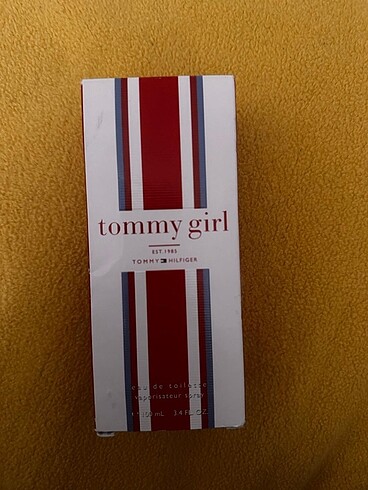 tommy girl
EST. 1985
TOMMY HILFIGER
eau de toilette
vaporisateur spray
100 mL 3.4 FL. OZ.